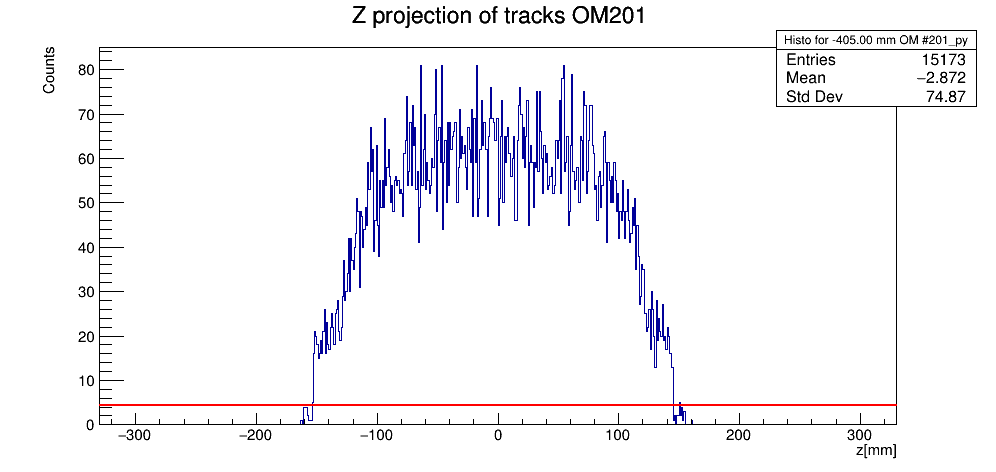 Z projection of tracks OM201
Histo for -405.00 mm OM #201_py
Entries 15173
Mean −2.872
Std Dev 74.87
Counts
80
70
60
50
40
30
20
10
0
−300 −200 −100 0 100 200 300
z[mm]